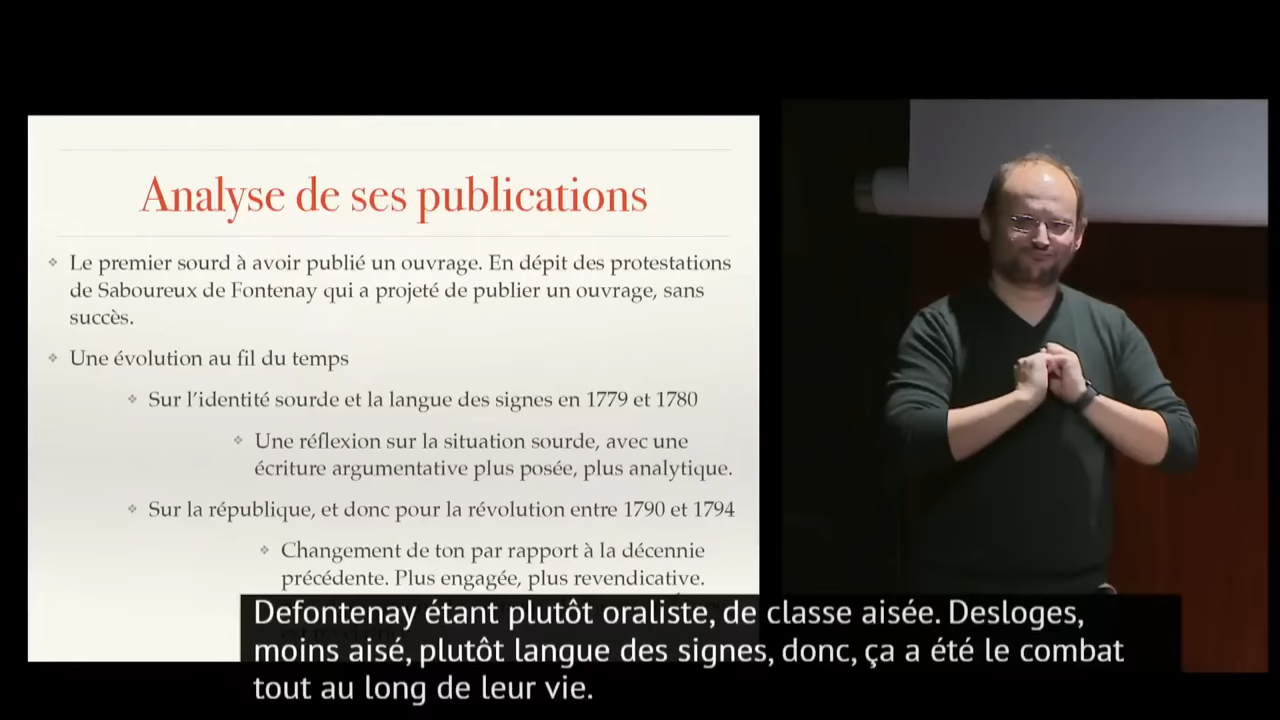 Analyse de ses publications
Le premier sourd à avoir publié un ouvrage. En dépit des protestations
de Saboureux de Fontenay qui a projeté de publier un ouvrage, sans
succès.
Une évolution au fil du temps
Sur l'identité sourde et la langue des signes en 1779 et 1780
Une réflexion sur la situation sourde, avec une
écriture argumentative plus posée, plus analytique.
Sur la république, et donc pour la révolution entre 1790 et 1794
Changement de ton par rapport à la décennie
précédente. Plus engagée, plus revendicative.
Defontenay étant plutôt oraliste, de classe aisée. Desloges,
moins aisé, plutôt langue des signes, donc, ça a été le combat
tout au long de leur vie.